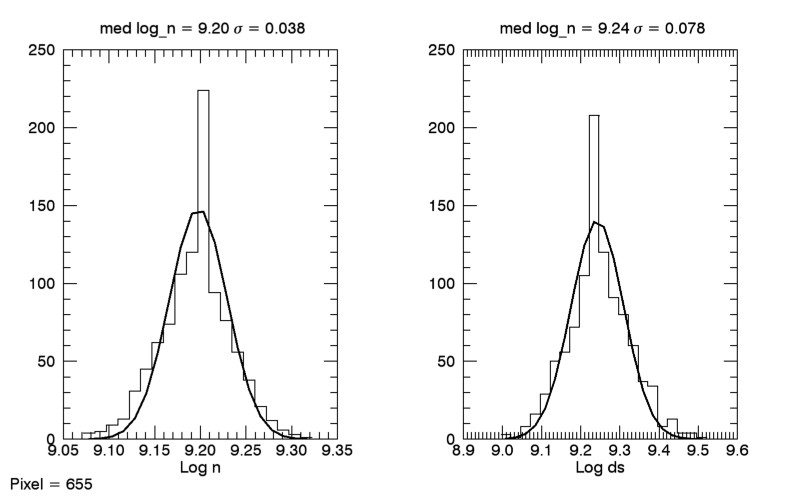 med log_n = 9.20 σ = 0.038
250
200
150
100
50
0
9.05 9.10 9.15 9.20 9.25 9.30 9.35
Log n
med log_n = 9.24 σ = 0.078
250
200
150
100
50
0
8.9 9.0 9.1 9.2 9.3 9.4 9.5 9.6
Log ds
Pixel = 655